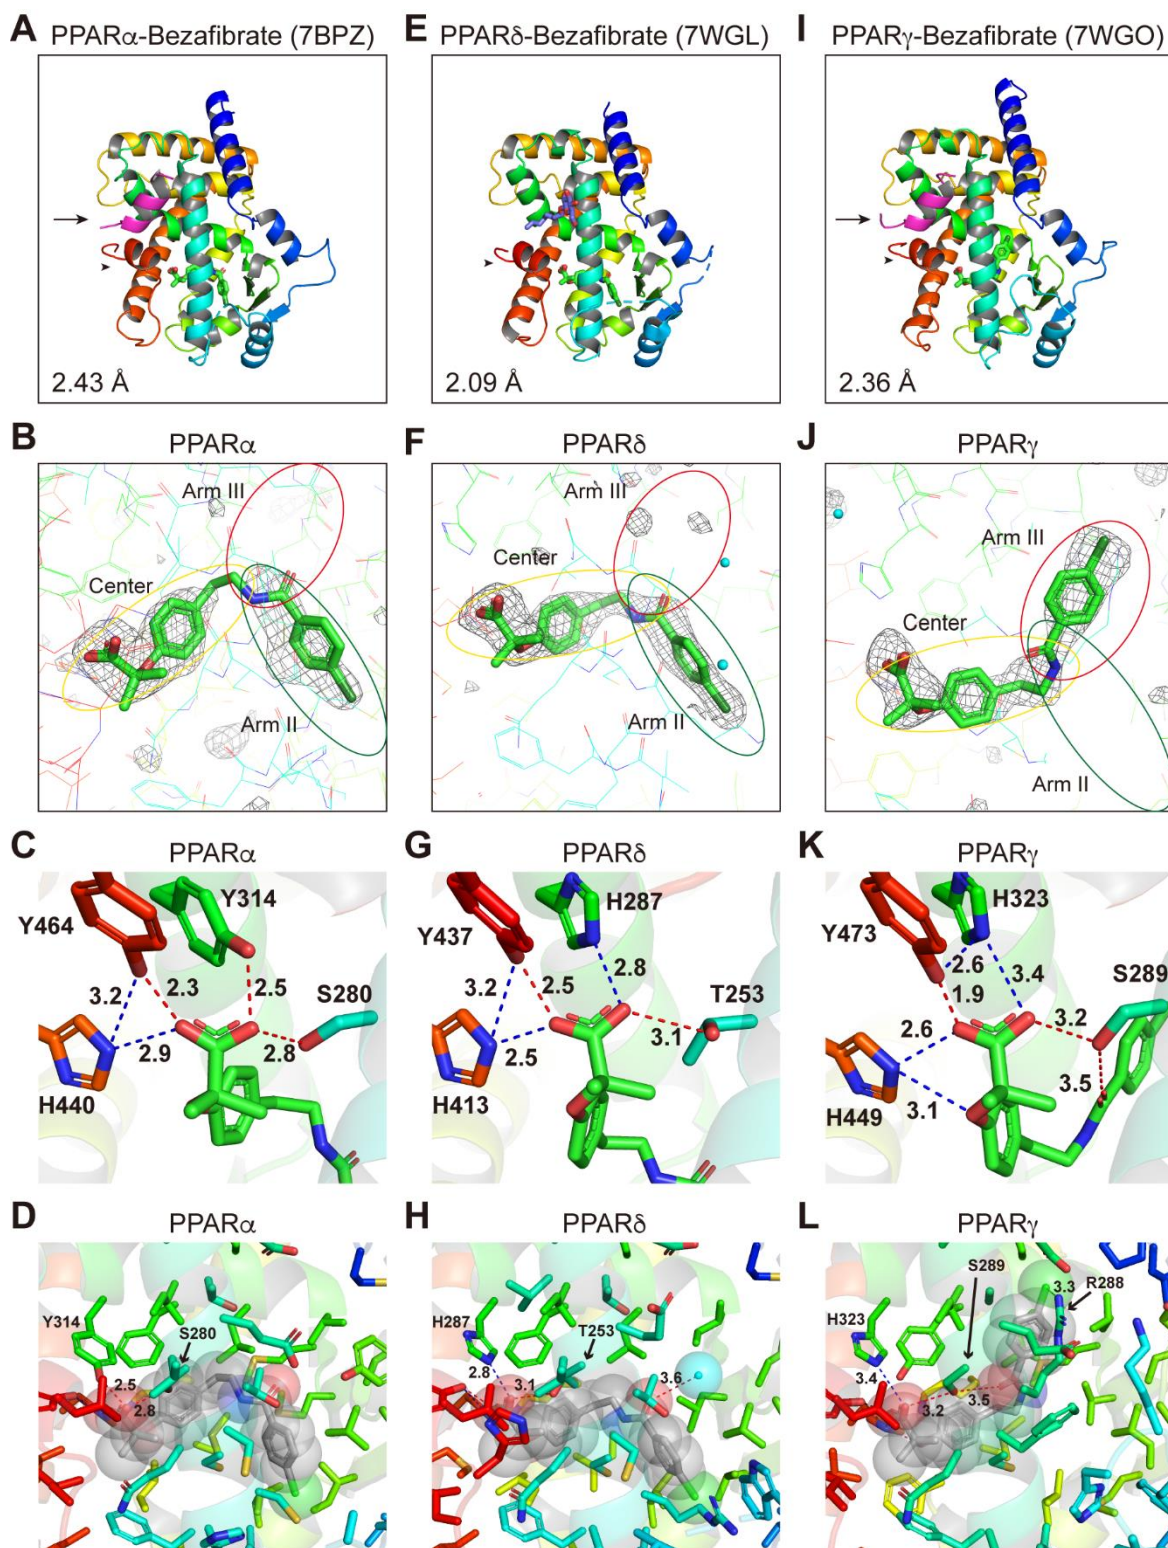 A PPARα-Bezafibrate (7BPZ)
E PPARδ-Bezafibrate (7WGL)
I PPARγ-Bezafibrate (7WGO)
2.43 Å
2.09 Å
2.36 Å
B PPARα
F PPARδ
J PPARγ
Arm III
Center
Arm II
Arm III
Center
Arm II
Arm III
Center
Arm II
C PPARα
G PPARδ
K PPARγ
Y314
Y464
3.2
2.3
2.5
S280
2.9
2.8
H440
H287
Y437
2.8
3.2
2.5
T253
2.5
3.1
H413
H323
Y473
2.6
3.4
S289
1.9
2.6
3.2
3.5
H449
3.1
D PPARα
H PPARδ
L PPARγ
Y314
S280
2.5
2.8
H287
T253
2.8
3.1
3.6
S289
3.3
R288
H323
3.4
3.2
3.5